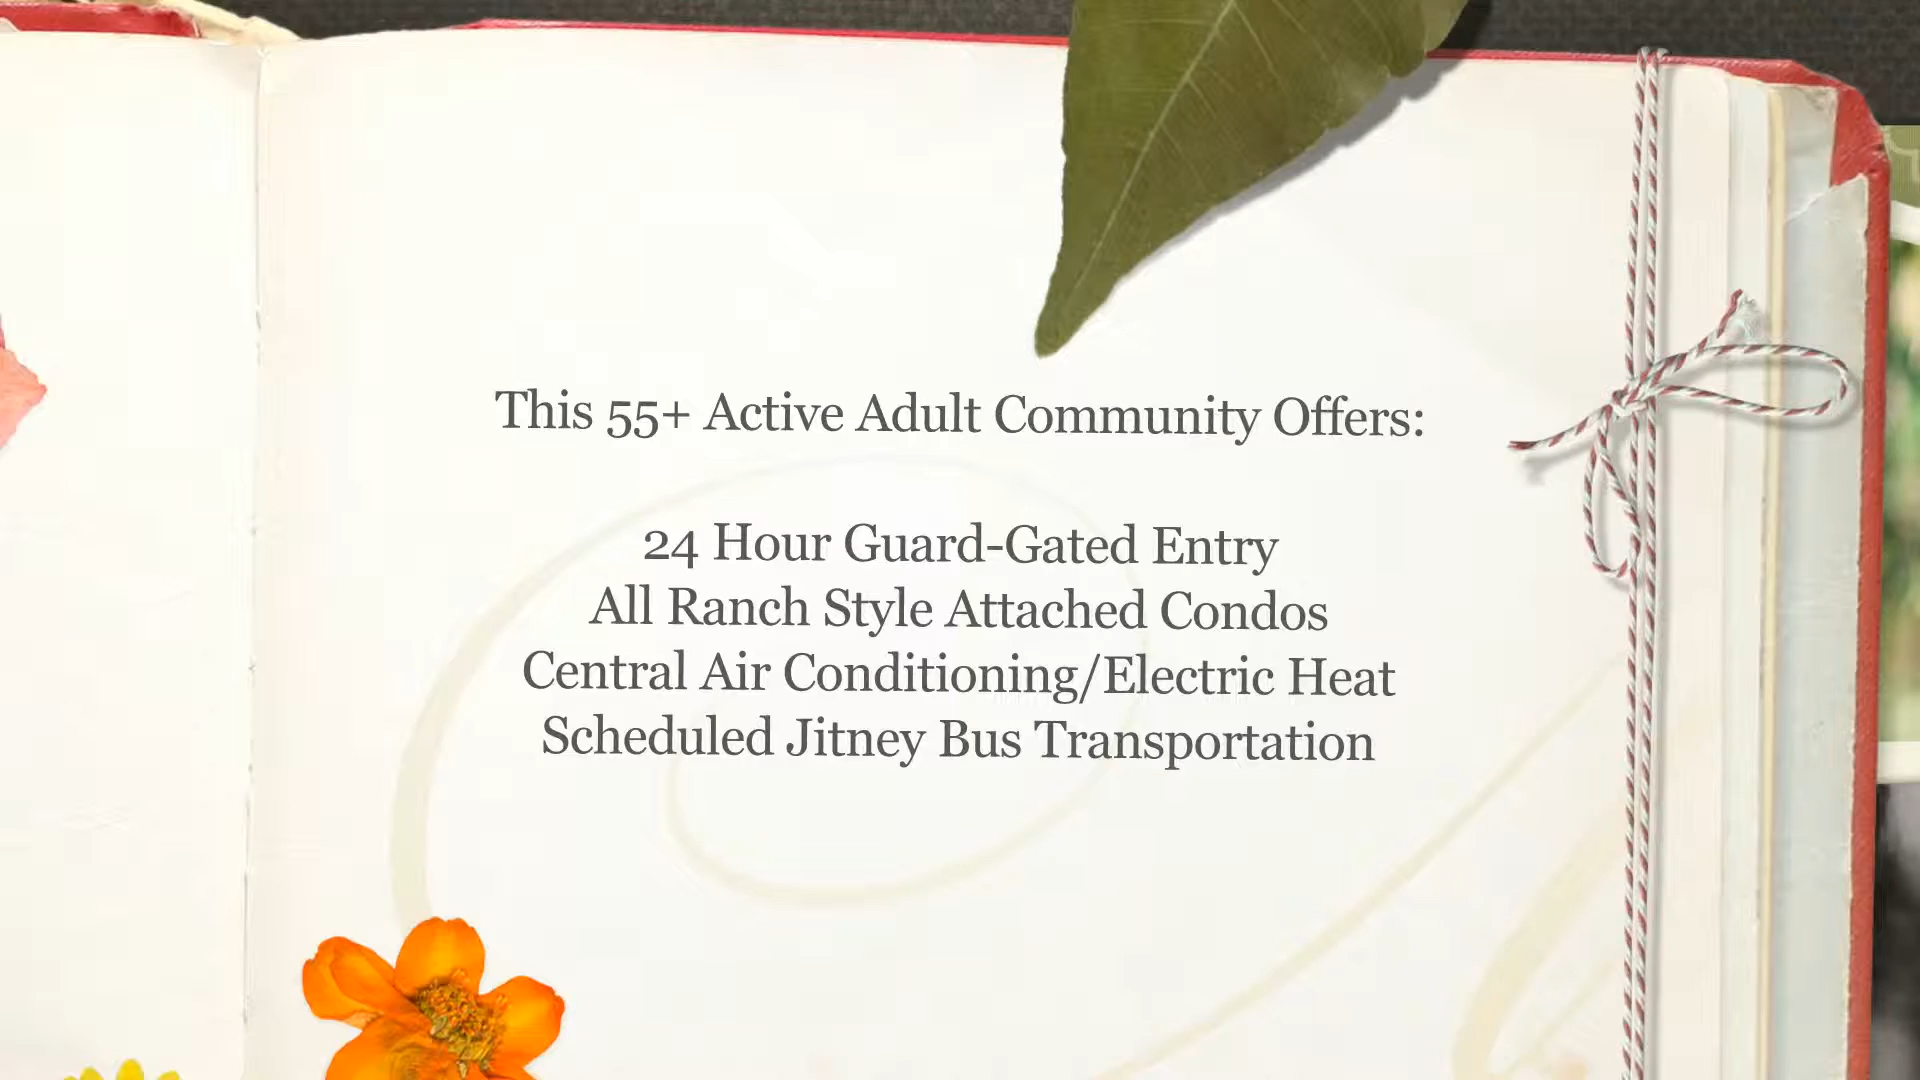 This 55+ Active Adult Community Offers:
24 Hour Guard-Gated Entry
All Ranch Style Attached Condos
Central Air Conditioning/Electric Heat
Scheduled Jitney Bus Transportation